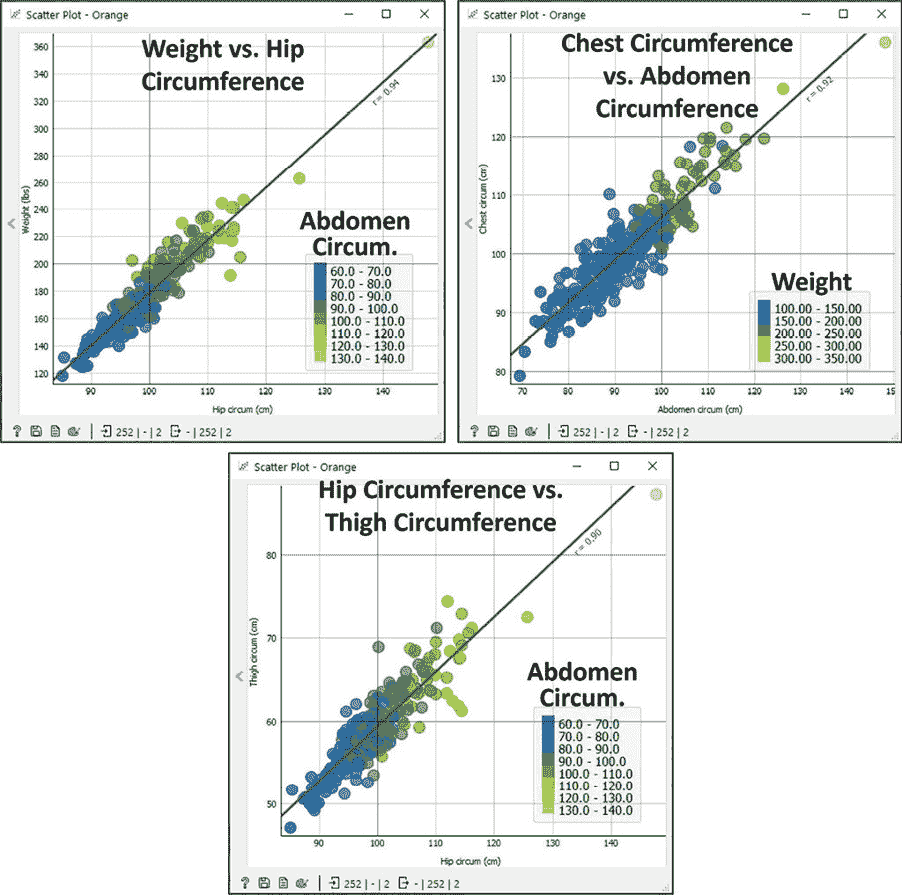 Scatter Plot - Orange
Weight vs. Hip
Circumference
r = 0.94
360
340
320
300
280
260
240
220
200
180
160
140
120
Weight (lbs)
Abdomen
Circum.
60.0 - 70.0
70.0 - 80.0
80.0 - 90.0
90.0 - 100.0
100.0 - 110.0
110.0 - 120.0
120.0 - 130.0
130.0 - 140.0
90 100 110 120 130 140
Hip circum (cm)
? 252 | - | 2 - | 252 | 2
Scatter Plot - Orange
Chest Circumference
vs. Abdomen
Circumference
r = 0.92
130
120
110
100
90
80
Chest circum (cm)
Weight
100.00 - 150.00
150.00 - 200.00
200.00 - 250.00
250.00 - 300.00
300.00 - 350.00
70 80 90 100 110 120 130 140 15
Abdomen circum (cm)
? 252 | - | 2 - | 252 | 2
Scatter Plot - Orange
Hip Circumference vs.
Thigh Circumference
r = 0.90
80
70
60
50
Thigh circum (cm)
Abdomen
Circum.
60.0 - 70.0
70.0 - 80.0
80.0 - 90.0
90.0 - 100.0
100.0 - 110.0
110.0 - 120.0
120.0 - 130.0
130.0 - 140.0
90 100 110 120 130 140
Hip circum (cm)
? 252 | - | 2 - | 252 | 2